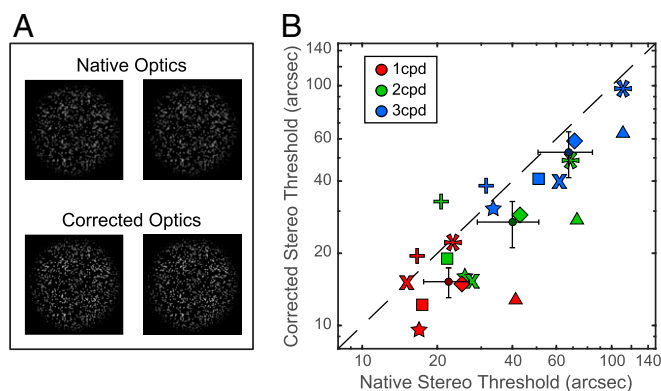 A
Native Optics
Corrected Optics
B
1cpd
2cpd
3cpd
Corrected Stereo Threshold (arcsec)
140
100
60
40
20
10
10
20
40
60
100
140
Native Stereo Threshold (arcsec)